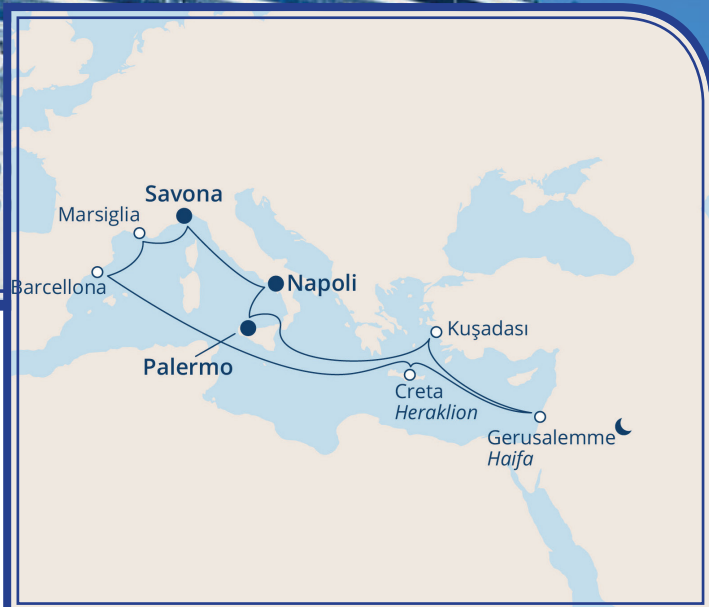 Savona
Marsiglia
Barcellona
Napoli
Palermo
Kuşadası
Creta
Heraklion
Gerusalemme
Haifa